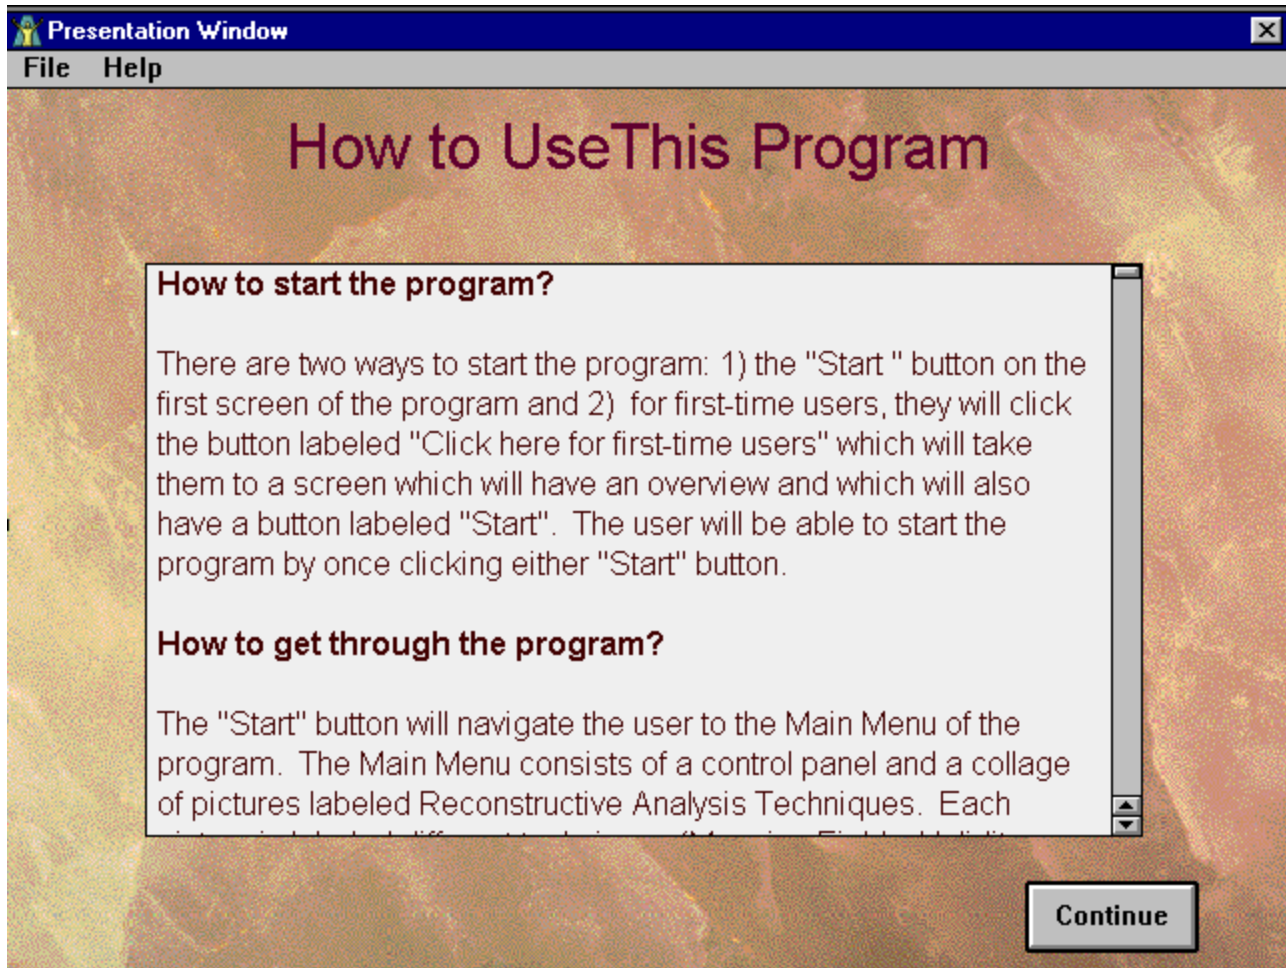 Presentation Window
File Help
How to UseThis Program
How to start the program?
There are two ways to start the program: 1) the "Start " button on the
first screen of the program and 2)  for first-time users, they will click
the button labeled "Click here for first-time users" which will take
them to a screen which will have an overview and which will also
have a button labeled "Start".  The user will be able to start the
program by once clicking either "Start" button.
How to get through the program?
The "Start" button will navigate the user to the Main Menu of the
program.  The Main Menu consists of a control panel and a collage
of pictures labeled Reconstructive Analysis Techniques.  Each
Continue